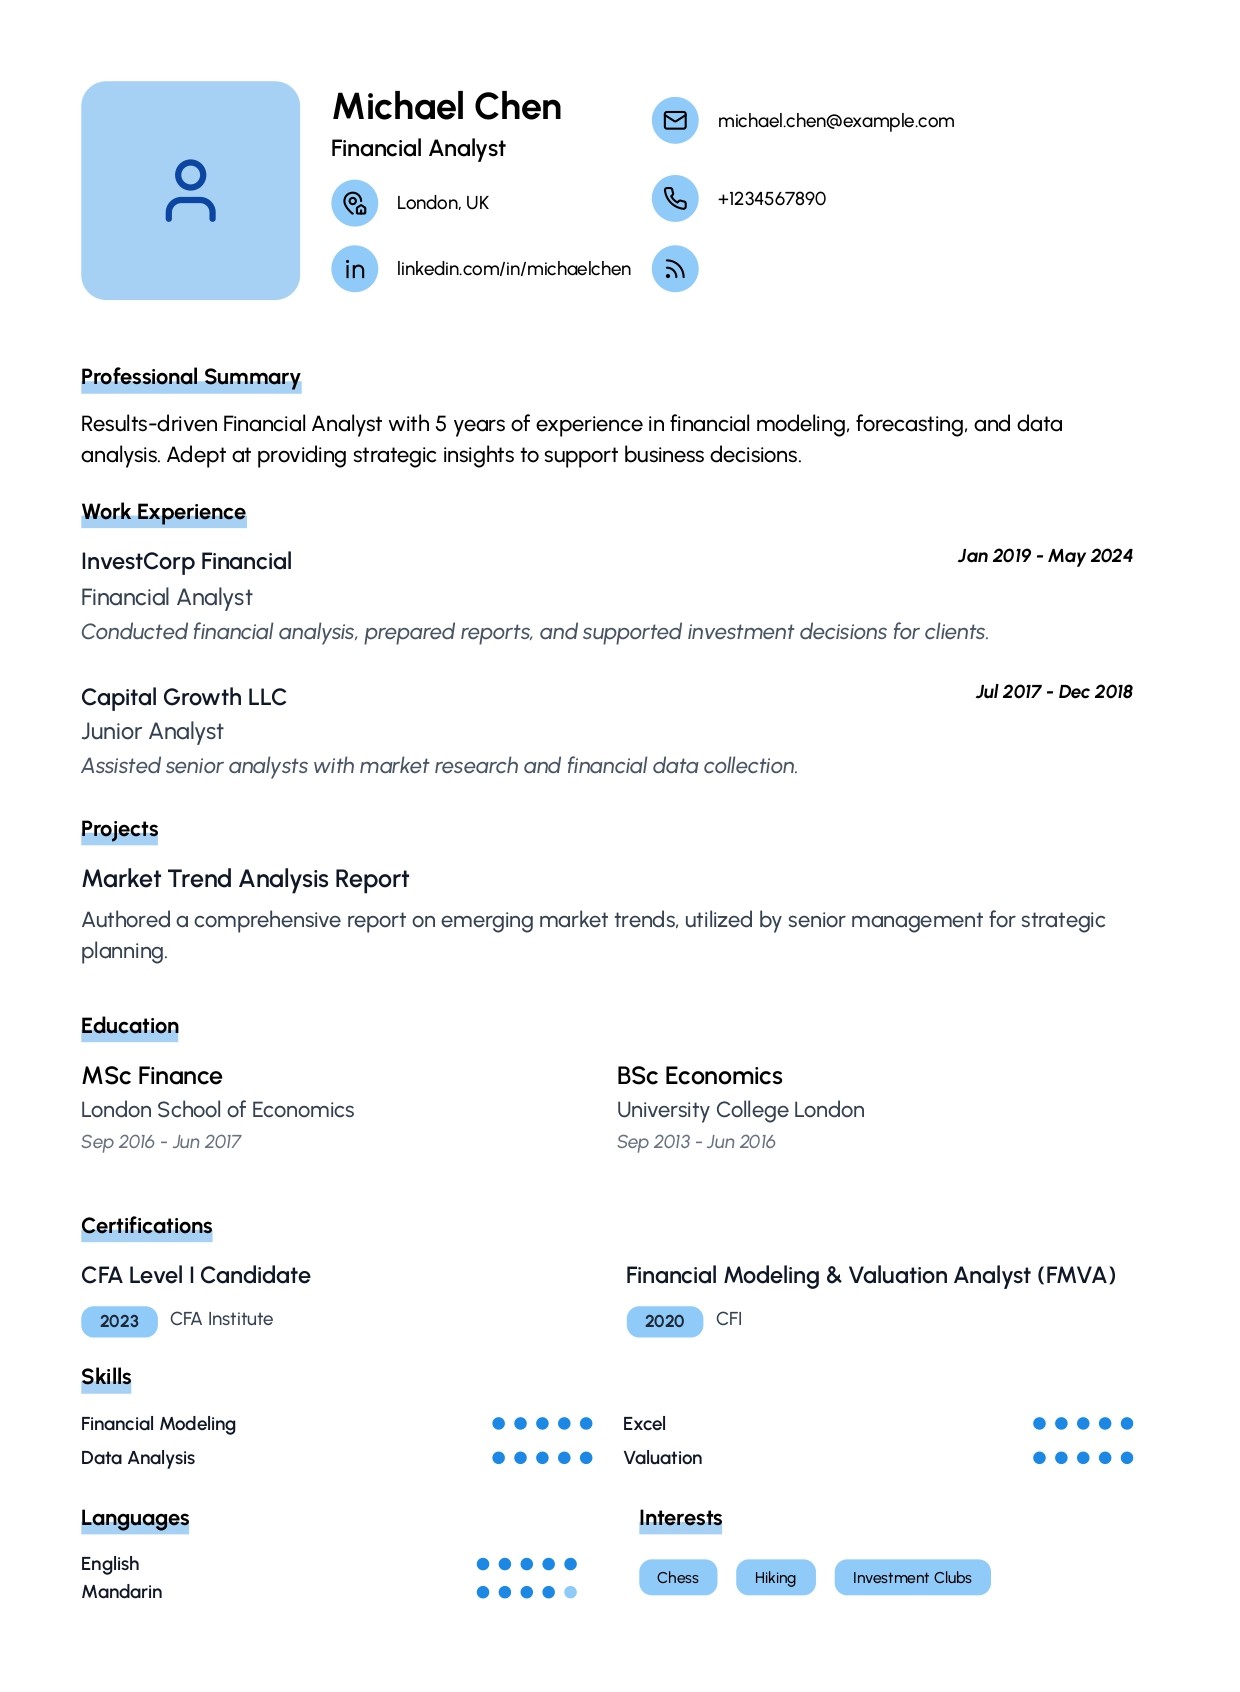 Michael Chen
Financial Analyst
London, UK
linkedin.com/in/michaelchen
michael.chen@example.com
+1234567890
Professional Summary
Results-driven Financial Analyst with 5 years of experience in financial modeling, forecasting, and data
analysis. Adept at providing strategic insights to support business decisions.
Work Experience
InvestCorp Financial
Jan 2019 - May 2024
Financial Analyst
Conducted financial analysis, prepared reports, and supported investment decisions for clients.
Capital Growth LLC
Jul 2017 - Dec 2018
Junior Analyst
Assisted senior analysts with market research and financial data collection.
Projects
Market Trend Analysis Report
Authored a comprehensive report on emerging market trends, utilized by senior management for strategic
planning.
Education
MSc Finance
London School of Economics
Sep 2016 - Jun 2017
BSc Economics
University College London
Sep 2013 - Jun 2016
Certifications
CFA Level I Candidate
2023 CFA Institute
Financial Modeling & Valuation Analyst (FMVA)
2020 CFI
Skills
Financial Modeling
Excel
Data Analysis
Valuation
Languages
English
Mandarin
Interests
Chess Hiking Investment Clubs